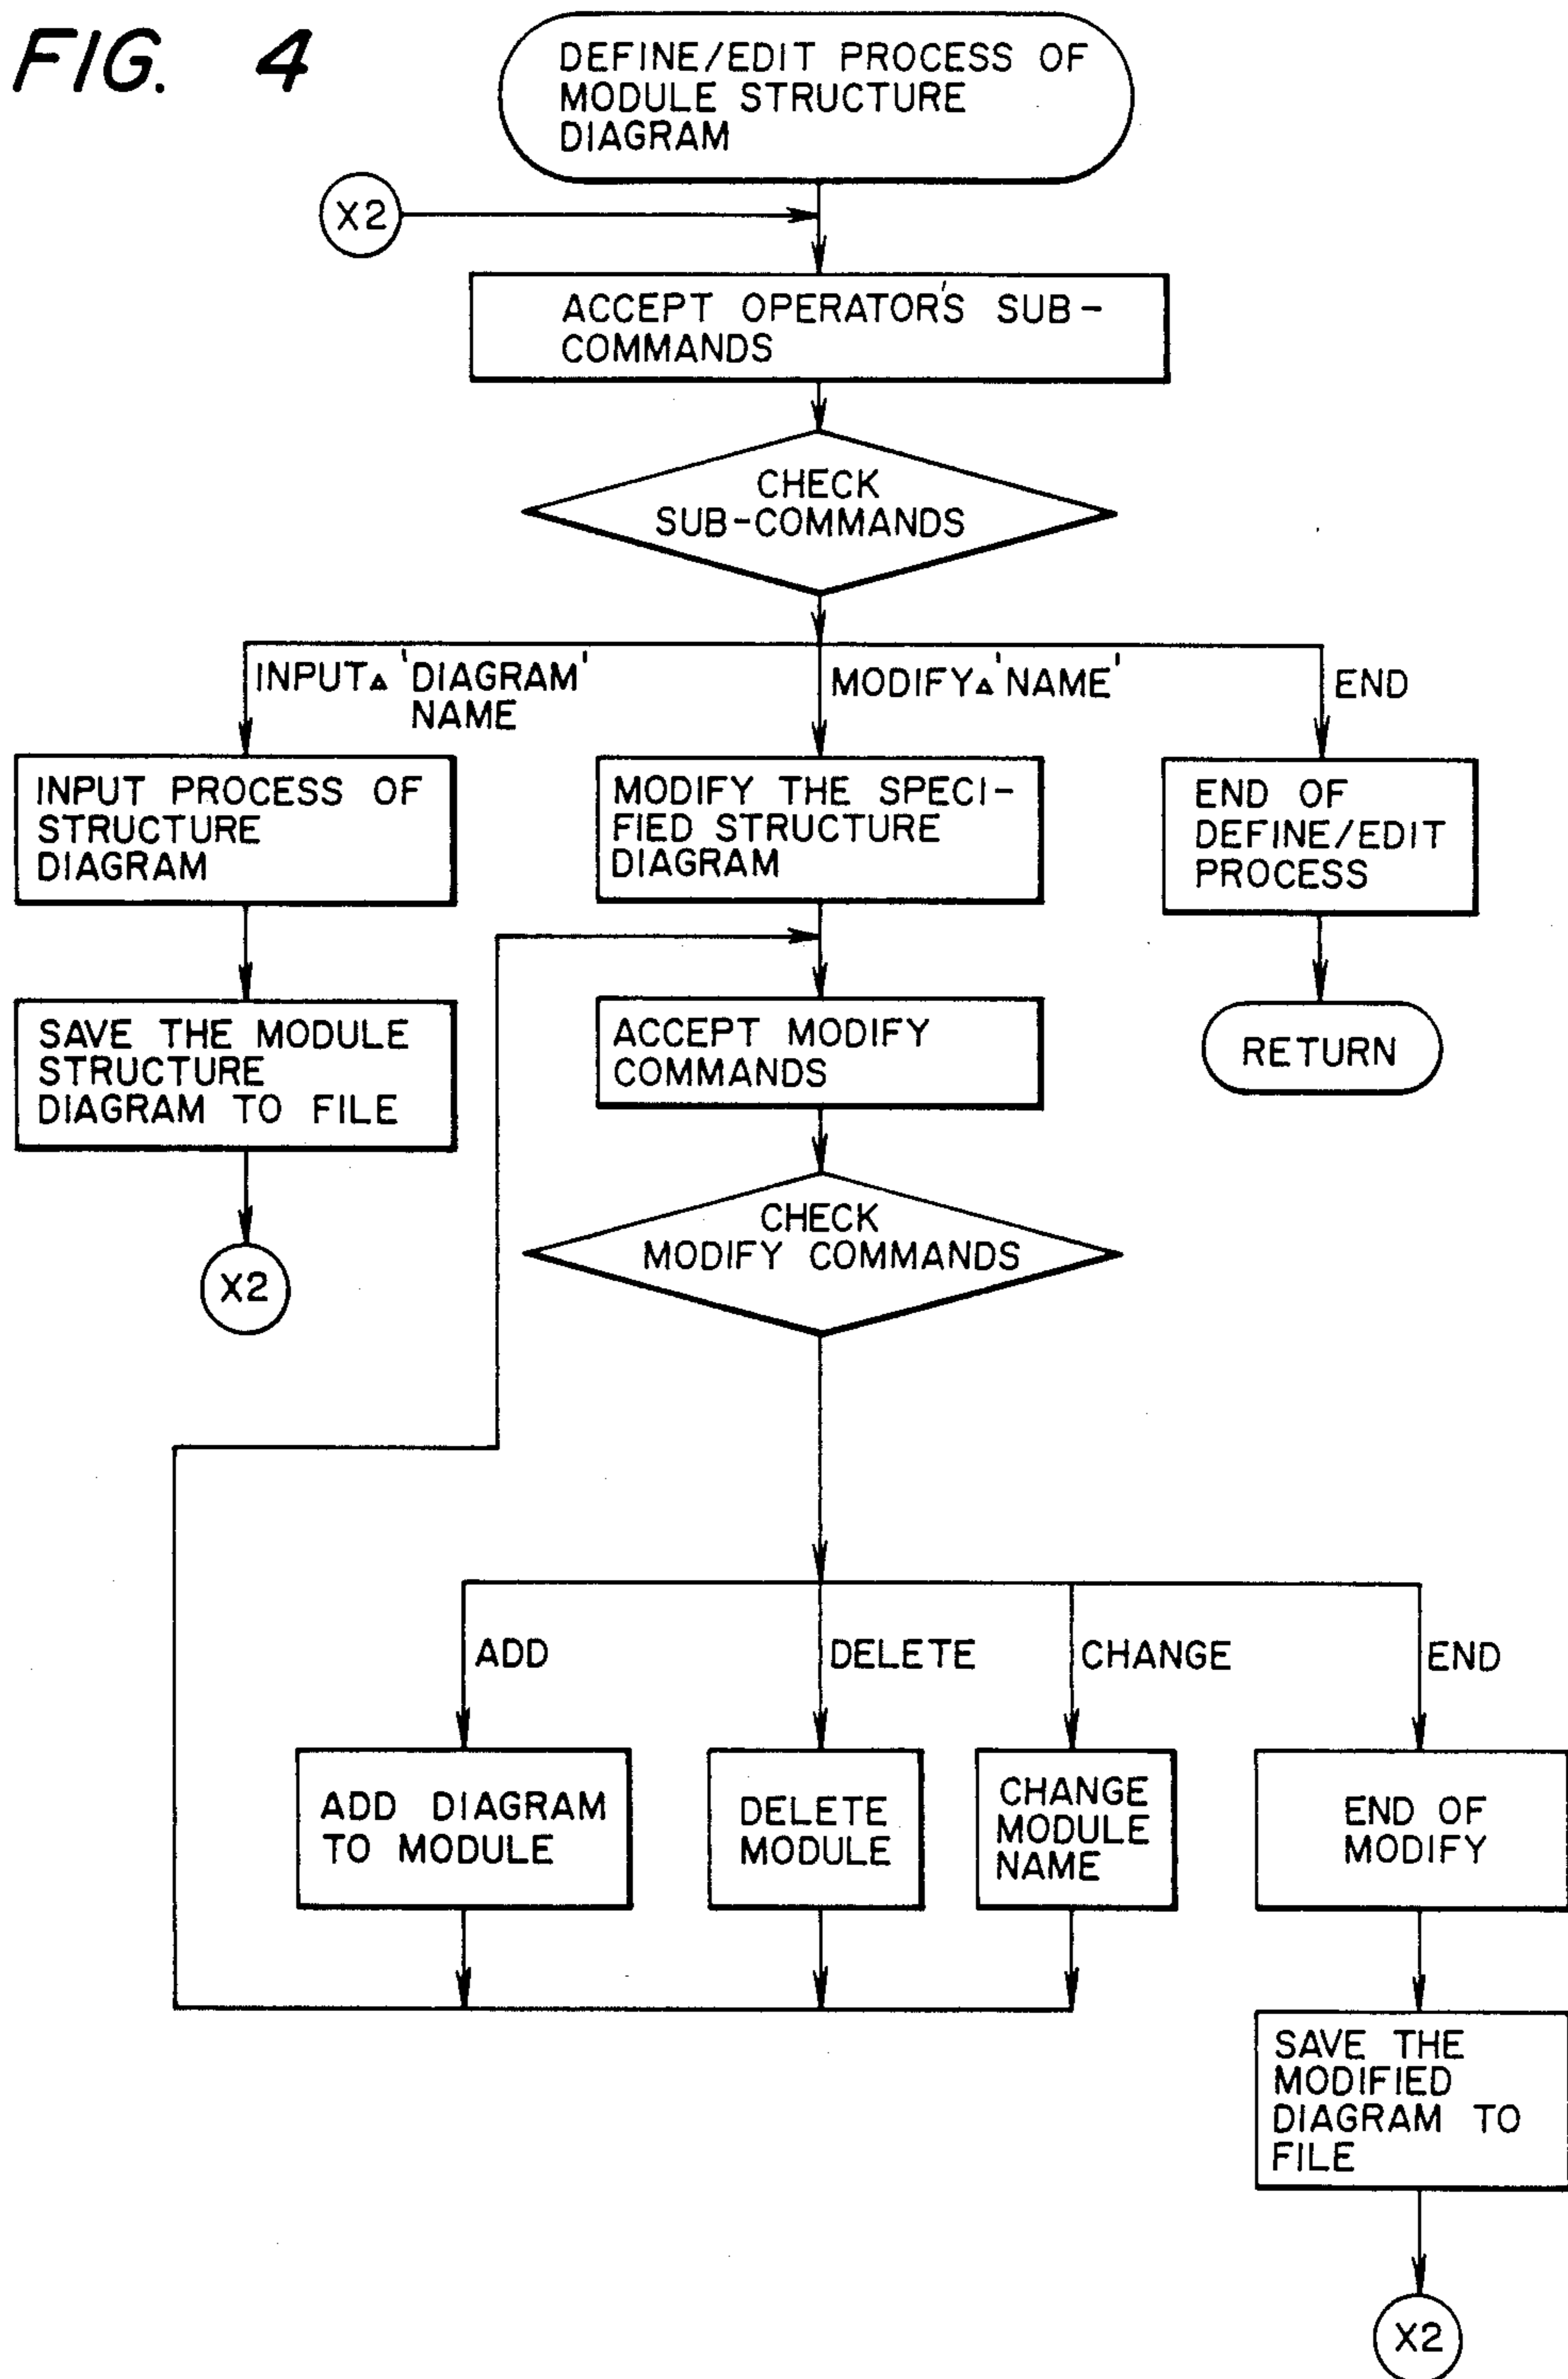 FIG. 4
DEFINE/EDIT PROCESS OF
MODULE STRUCTURE
DIAGRAM
X2
ACCEPT OPERATOR'S SUB-
COMMANDS
CHECK
SUB-COMMANDS
INPUT▵'DIAGRAM'
NAME
MODIFY▵'NAME'
END
INPUT PROCESS OF
STRUCTURE
DIAGRAM
MODIFY THE SPECI-
FIED STRUCTURE
DIAGRAM
END OF
DEFINE/EDIT
PROCESS
SAVE THE MODULE
STRUCTURE
DIAGRAM TO FILE
ACCEPT MODIFY
COMMANDS
RETURN
X2
CHECK
MODIFY COMMANDS
ADD
DELETE
CHANGE
END
ADD DIAGRAM
TO MODULE
DELETE
MODULE
CHANGE
MODULE
NAME
END OF
MODIFY
SAVE THE
MODIFIED
DIAGRAM TO
FILE
X2